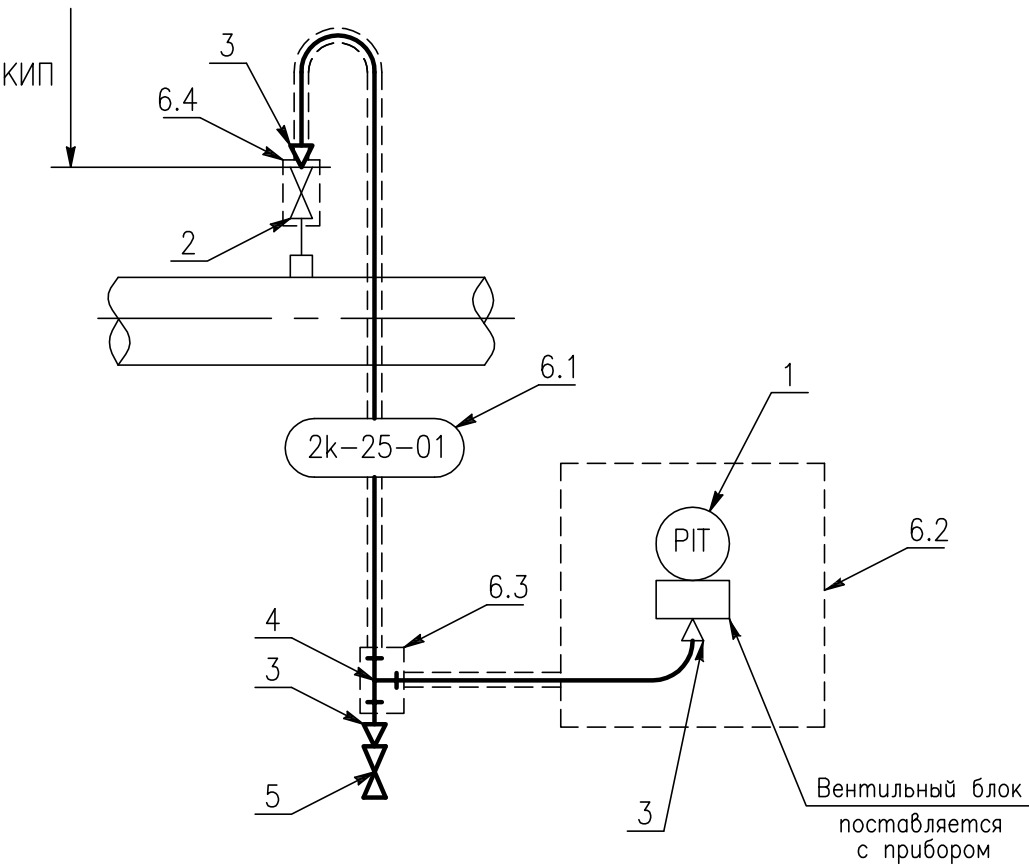 3
КИП
6.4
2
6.1
1
2k-25-01
PIT
6.2
6.3
4
3
5
3
Вентильный блок
поставляется
с прибором